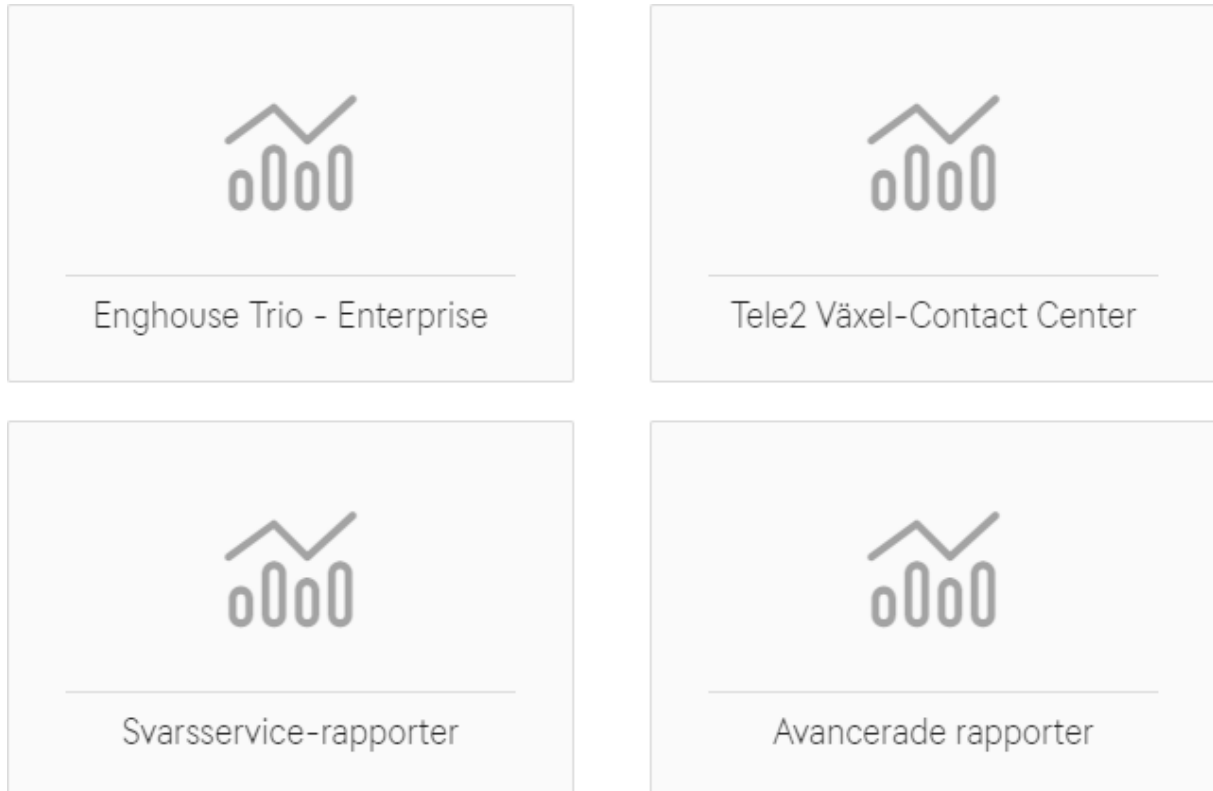 Enghouse Trio - Enterprise
Tele2 Växel-Contact Center
Svarsservice-rapporter
Avancerade rapporter